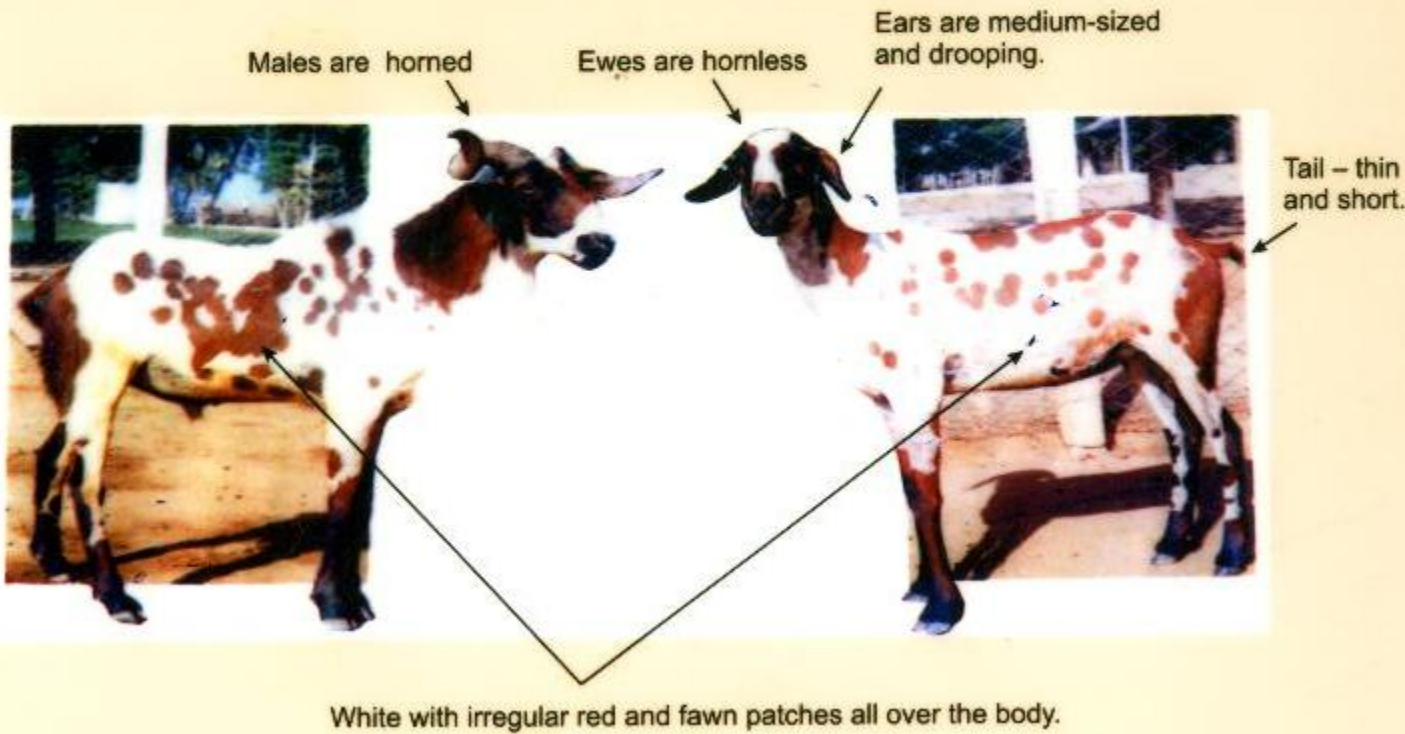 Males are horned
Ewes are hornless
Ears are medium-sized
and drooping.
Tail – thin
and short.
White with irregular red and fawn patches all over the body.